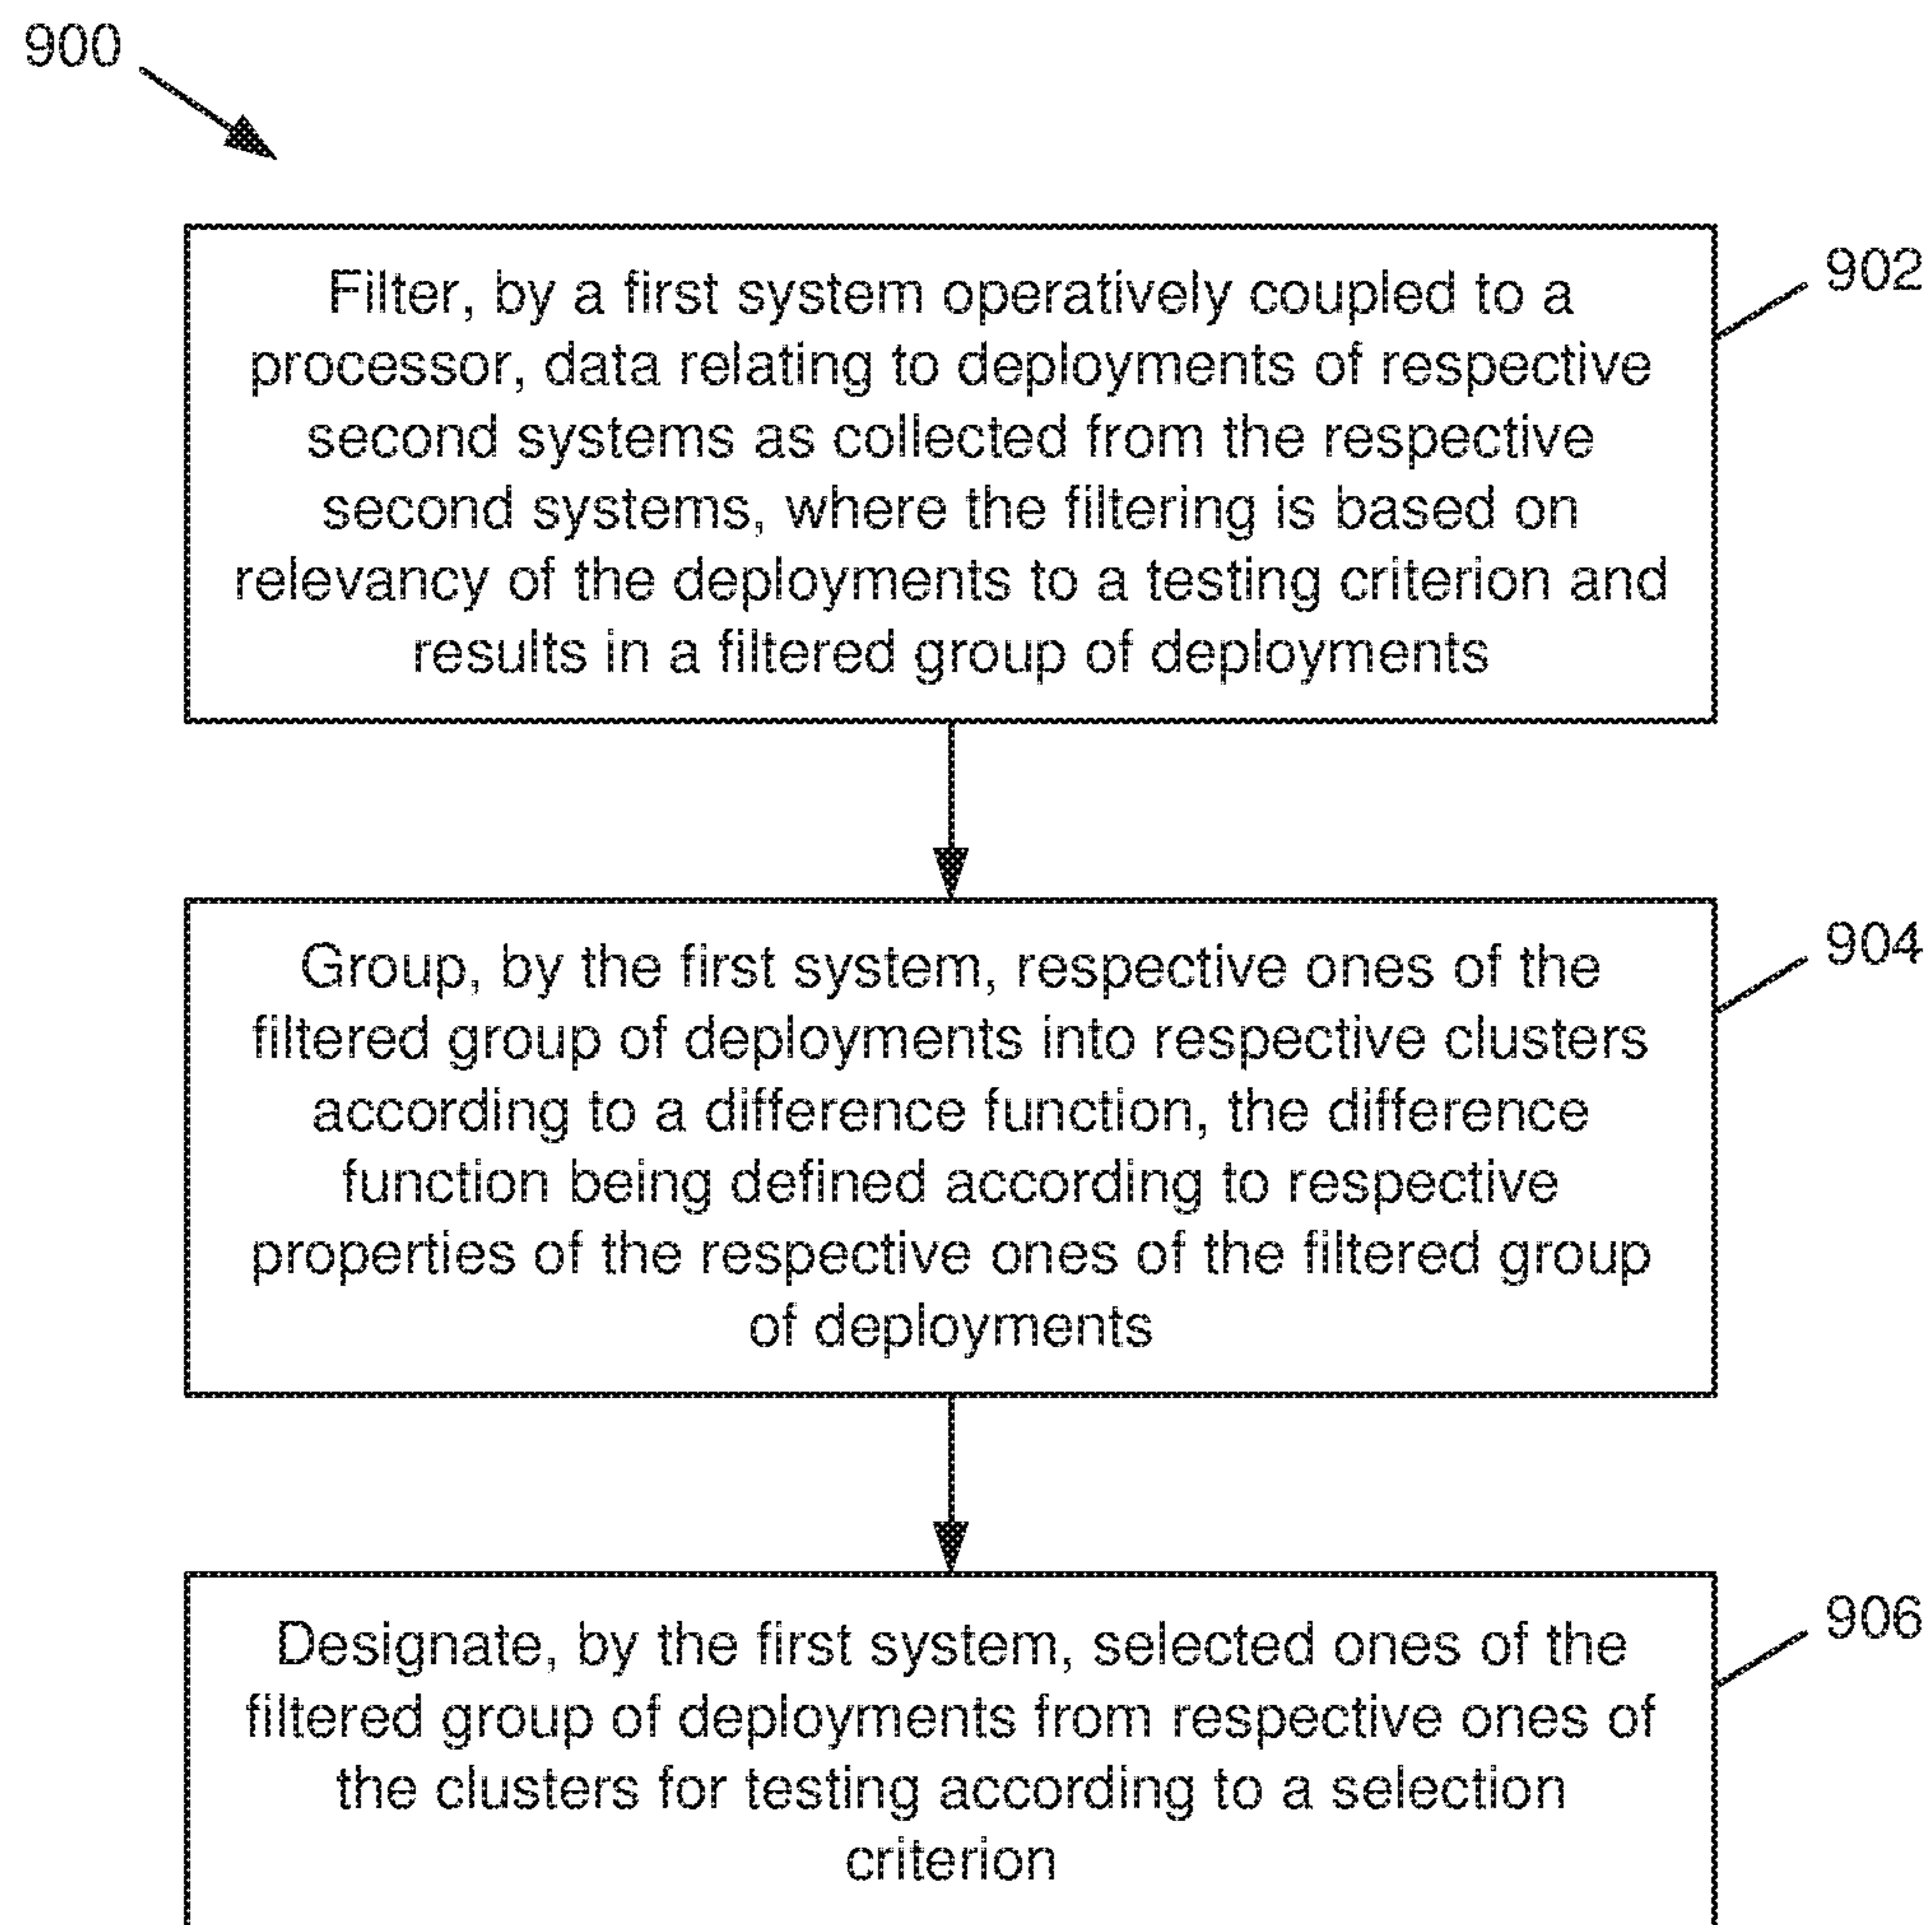 900
902
Filter, by a first system operatively coupled to a
processor, data relating to deployments of respective
second systems as collected from the respective
second systems, where the filtering is based on
relevancy of the deployments to a testing criterion and
results in a filtered group of deployments
904
Group, by the first system, respective ones of the
filtered group of deployments into respective clusters
according to a difference function, the difference
function being defined according to respective
properties of the respective ones of the filtered group
of deployments
906
Designate, by the first system, selected ones of the
filtered group of deployments from respective ones of
the clusters for testing according to a selection
criterion